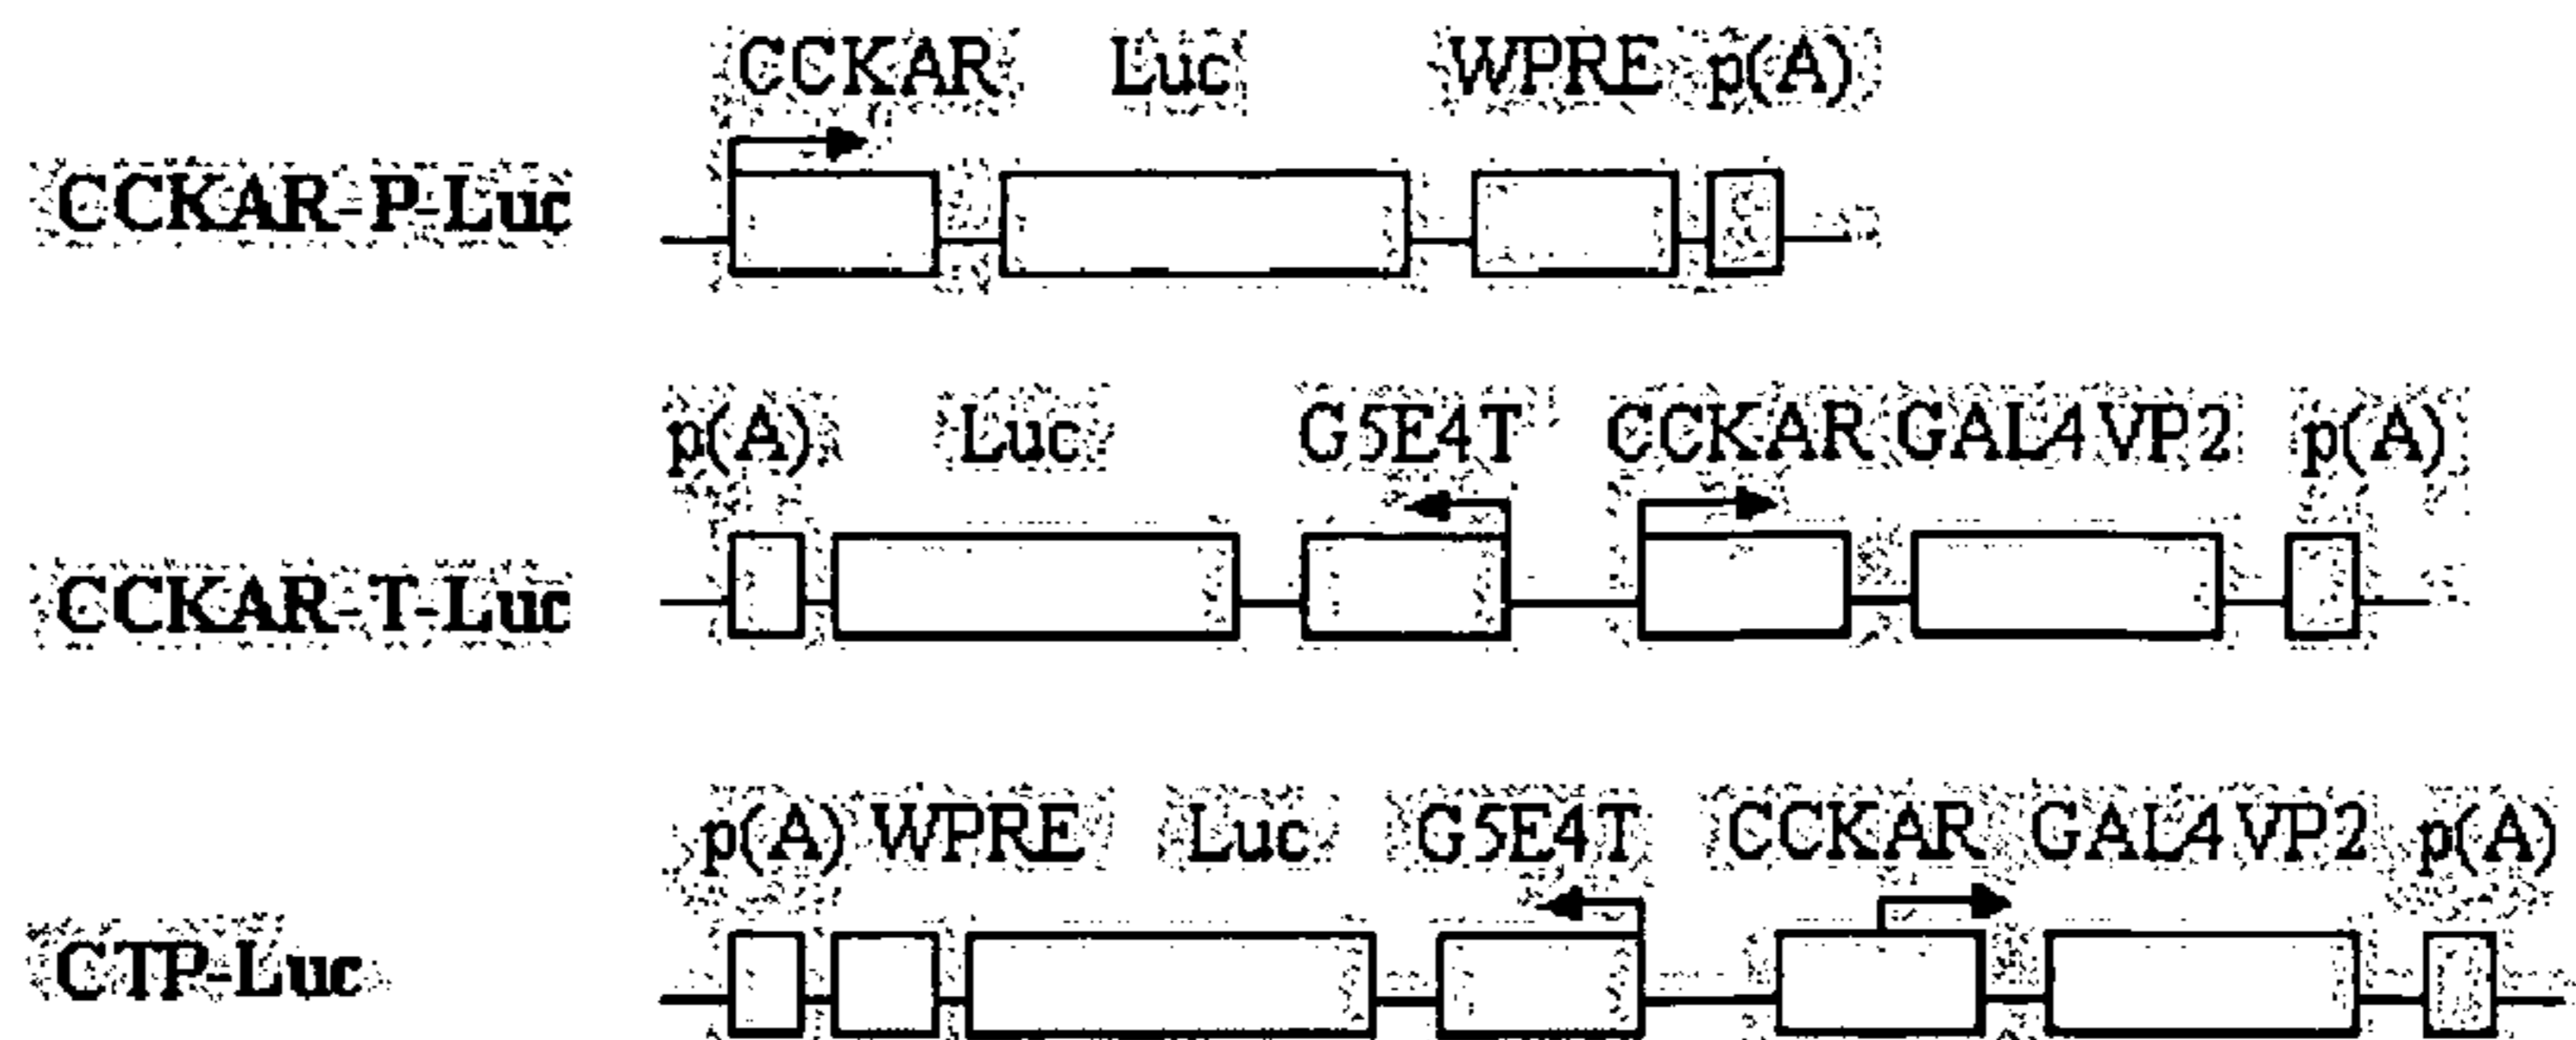 CCKAR Luc WPRE p(A)
CCKAR-P-Luc
p(A) Luc G5E4T CCKAR GAL4VP2 p(A)
CCKAR-T-Luc
p(A) WPRE Luc G5E4T CCKAR GAL4VP2 p(A)
CTP-Luc